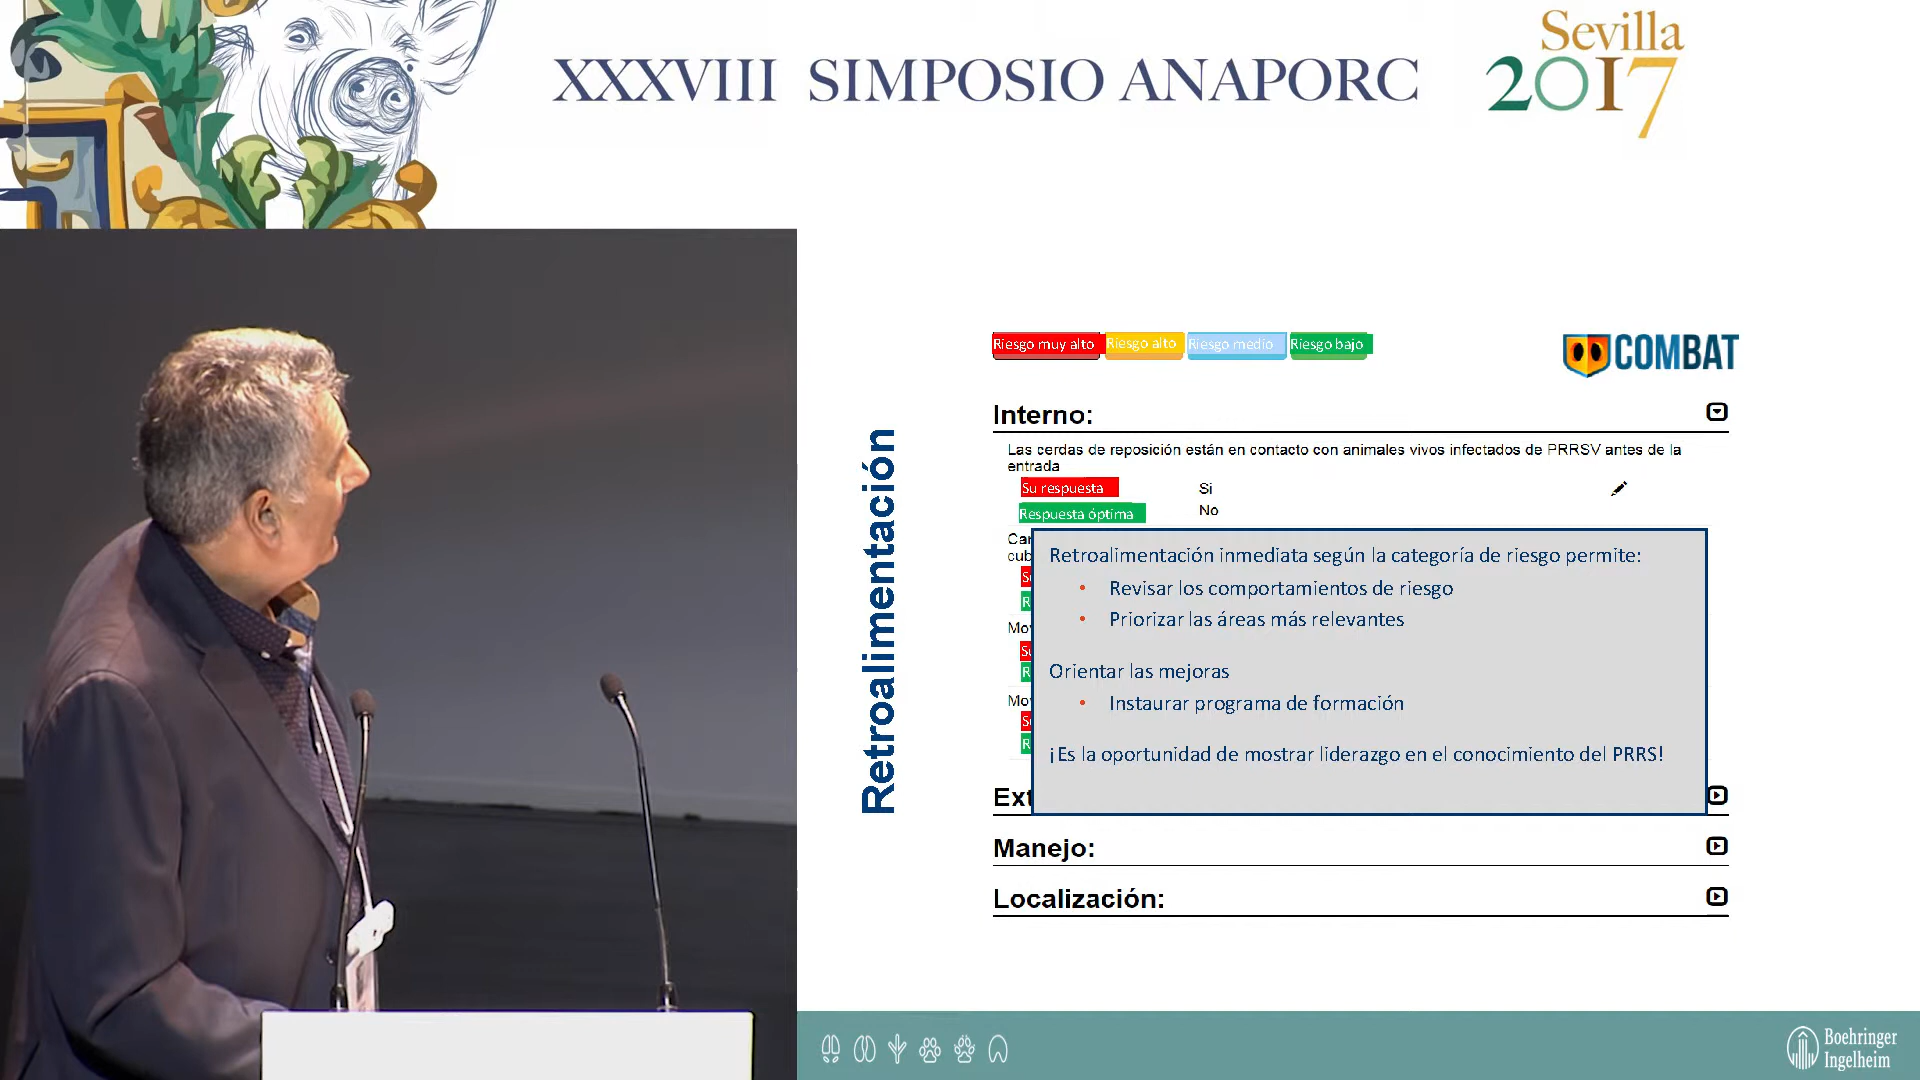 XXXVIII SIMPOSIO ANAPORC
Sevilla
2017
Riesgo muy alto
Riesgo alto
Riesgo medio
Riesgo bajo
COMBAT
Retroalimentación
Interno:
Las cerdas de reposición están en contacto con animales vivos infectados de PRRSV antes de la
entrada
Su respuesta
Si
Respuesta óptima
No
Retroalimentación inmediata según la categoría de riesgo permite:
• Revisar los comportamientos de riesgo
• Priorizar las áreas más relevantes
Orientar las mejoras
• Instaurar programa de formación
¡Es la oportunidad de mostrar liderazgo en el conocimiento del PRRS!
Ext
Manejo:
Localización:
Boehringer
Ingelheim